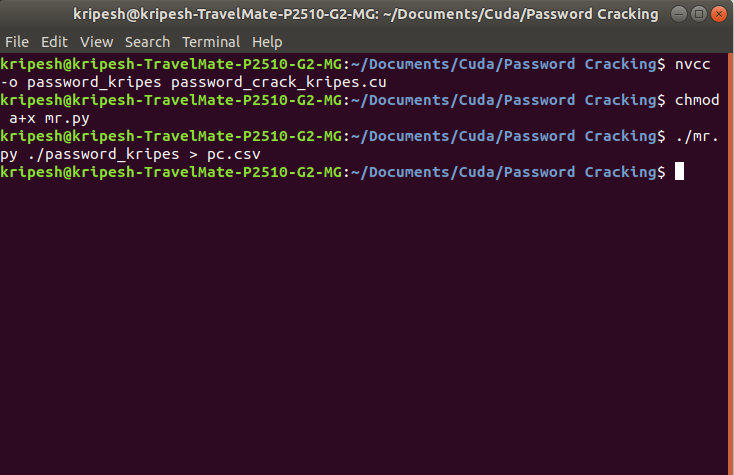 kripesh@kripesh-TravelMate-P2510-G2-MG: ~/Documents/Cuda/Password Cracking
File Edit View Search Terminal Help
kripesh@kripesh-TravelMate-P2510-G2-MG:~/Documents/Cuda/Password Cracking$ nvcc
-o password_kripes password_crack_kripes.cu
kripesh@kripesh-TravelMate-P2510-G2-MG:~/Documents/Cuda/Password Cracking$ chmod
 a+x mr.py
kripesh@kripesh-TravelMate-P2510-G2-MG:~/Documents/Cuda/Password Cracking$ ./mr.
py ./password_kripes > pc.csv
kripesh@kripesh-TravelMate-P2510-G2-MG:~/Documents/Cuda/Password Cracking$